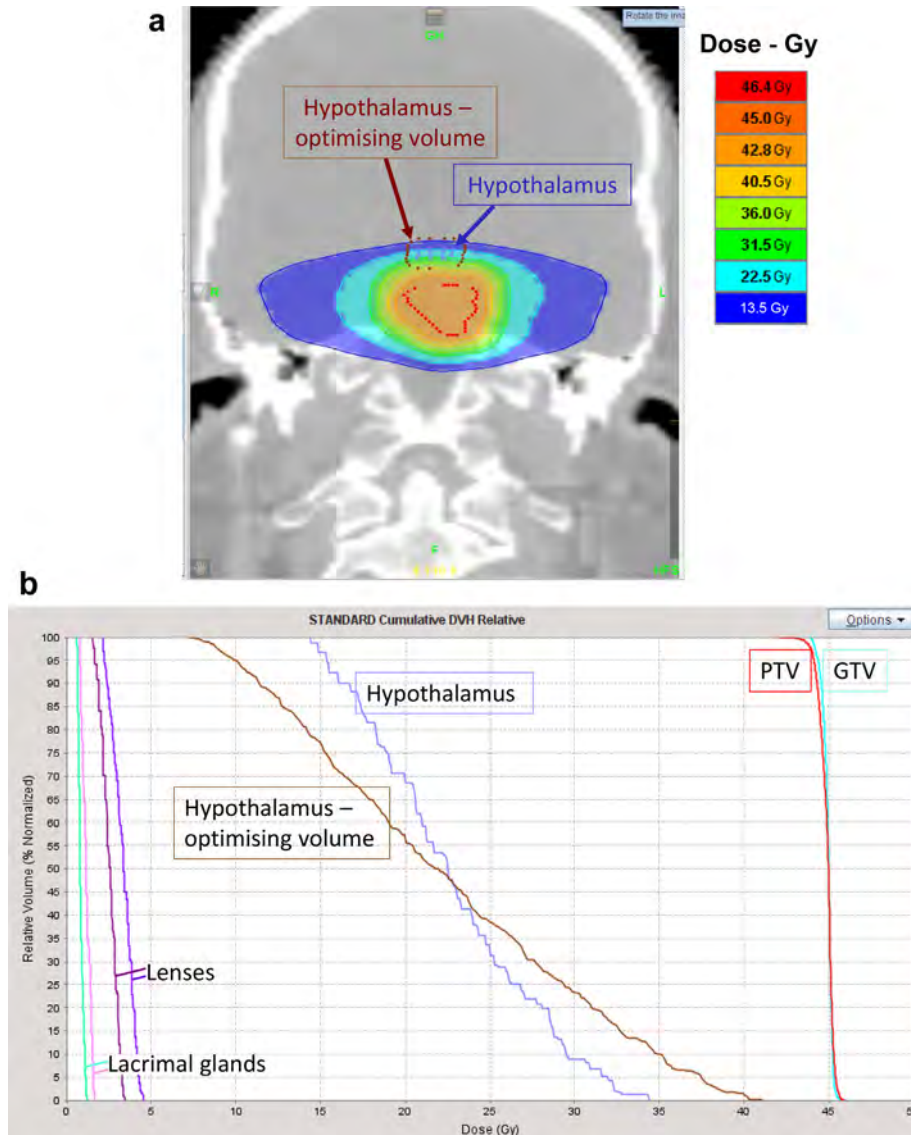 a
Rotate the ima
Dose - Gy
46.4 Gy
45.0 Gy
42.8 Gy
40.5 Gy
36.0 Gy
31.5 Gy
22.5 Gy
13.5 Gy
Hypothalamus –
optimising volume
Hypothalamus
R
L
F
b
STANDARD Cumulative DVH Relative
Options
Relative Volume (% Normalized)
100
95
90
85
80
75
70
65
60
55
50
45
40
35
30
25
20
15
10
5
0
Hypothalamus
PTV
GTV
Hypothalamus –
optimising volume
Lenses
Lacrimal glands
0 5 10 15 20 25 30 35 40 45
Dose (Gy)